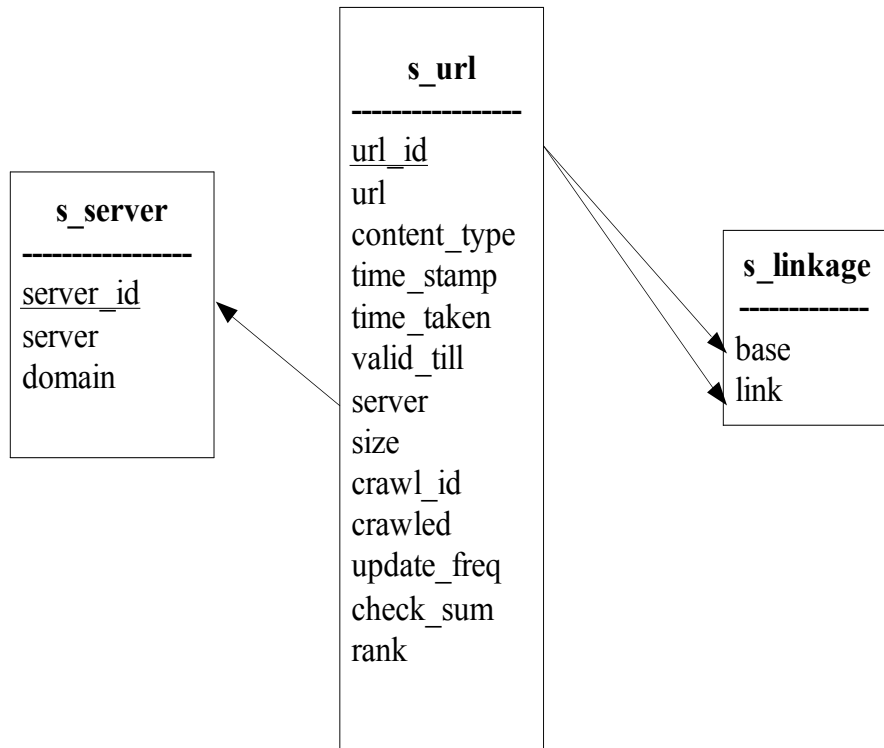 s_server
-----------------
server_id
server
domain
s_url
-----------------
url_id
url
content_type
time_stamp
time_taken
valid_till
server
size
crawl_id
crawled
update_freq
check_sum
rank
s_linkage
-------------
base
link